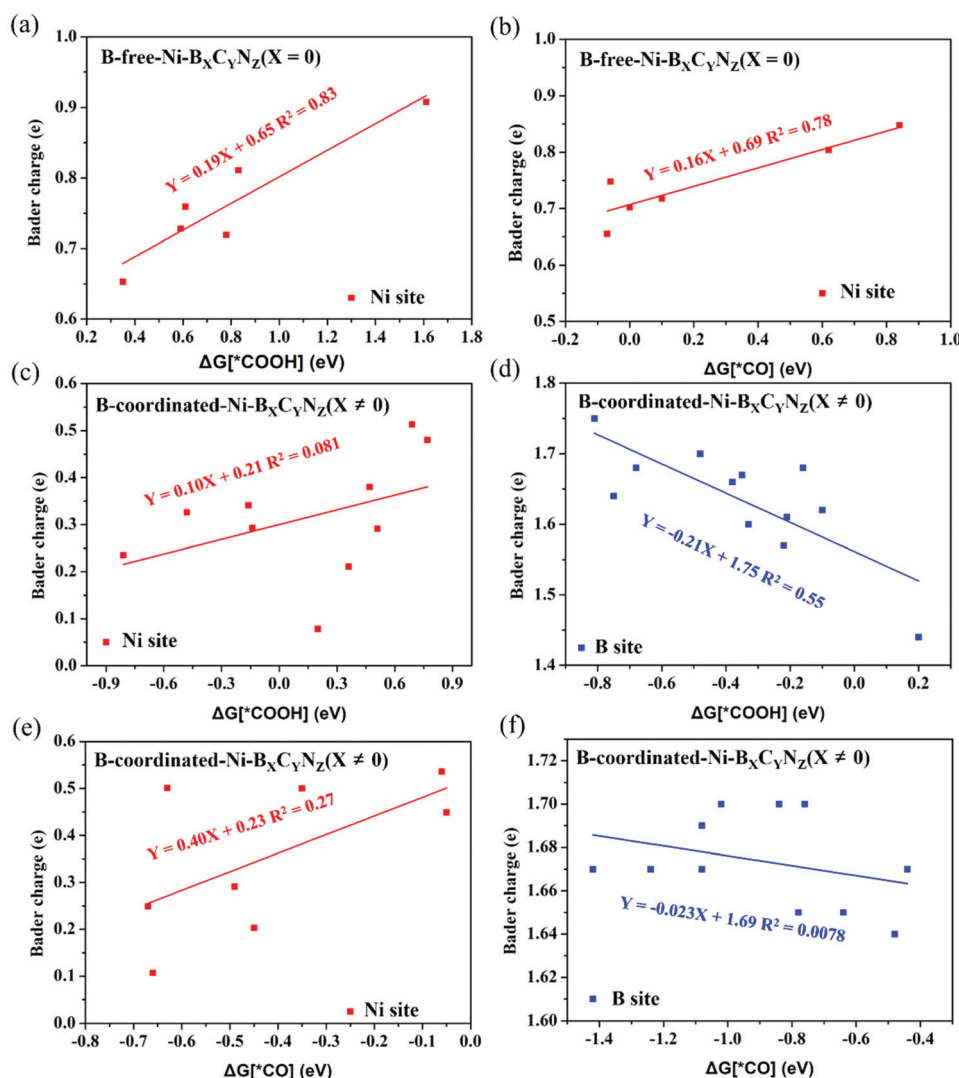 (a)
B-free-Ni-BXCYNZ(X = 0)
Y = 0.19X + 0.65 R² = 0.83
Ni site
Bader charge (e)
1.0
0.9
0.8
0.7
0.6
0.2 0.4 0.6 0.8 1.0 1.2 1.4 1.6 1.8
ΔG[*COOH] (eV)
(b)
B-free-Ni-BXCYNZ(X = 0)
Y = 0.16X + 0.69 R² = 0.78
Ni site
Bader charge (e)
1.0
0.9
0.8
0.7
0.6
0.5
-0.2 0.0 0.2 0.4 0.6 0.8 1.0
ΔG[*CO] (eV)
(c)
B-coordinated-Ni-BXCYNZ(X ≠ 0)
Y = 0.10X + 0.21 R² = 0.081
Ni site
Bader charge (e)
0.6
0.5
0.4
0.3
0.2
0.1
0.0
-0.9 -0.6 -0.3 0.0 0.3 0.6 0.9
ΔG[*COOH] (eV)
(d)
B-coordinated-Ni-BXCYNZ(X ≠ 0)
Y = -0.21X + 1.75 R² = 0.55
B site
Bader charge (e)
1.8
1.7
1.6
1.5
1.4
-0.8 -0.6 -0.4 -0.2 0.0 0.2
ΔG[*COOH] (eV)
(e)
B-coordinated-Ni-BXCYNZ(X ≠ 0)
Y = 0.40X + 0.23 R² = 0.27
Ni site
Bader charge (e)
0.6
0.5
0.4
0.3
0.2
0.1
0.0
-0.8 -0.7 -0.6 -0.5 -0.4 -0.3 -0.2 -0.1 0.0
ΔG[*CO] (eV)
(f)
B-coordinated-Ni-BXCYNZ(X ≠ 0)
Y = -0.023X + 1.69 R² = 0.0078
B site
Bader charge (e)
1.72
1.70
1.68
1.66
1.64
1.62
1.60
-1.4 -1.2 -1.0 -0.8 -0.6 -0.4
ΔG[*CO] (eV)